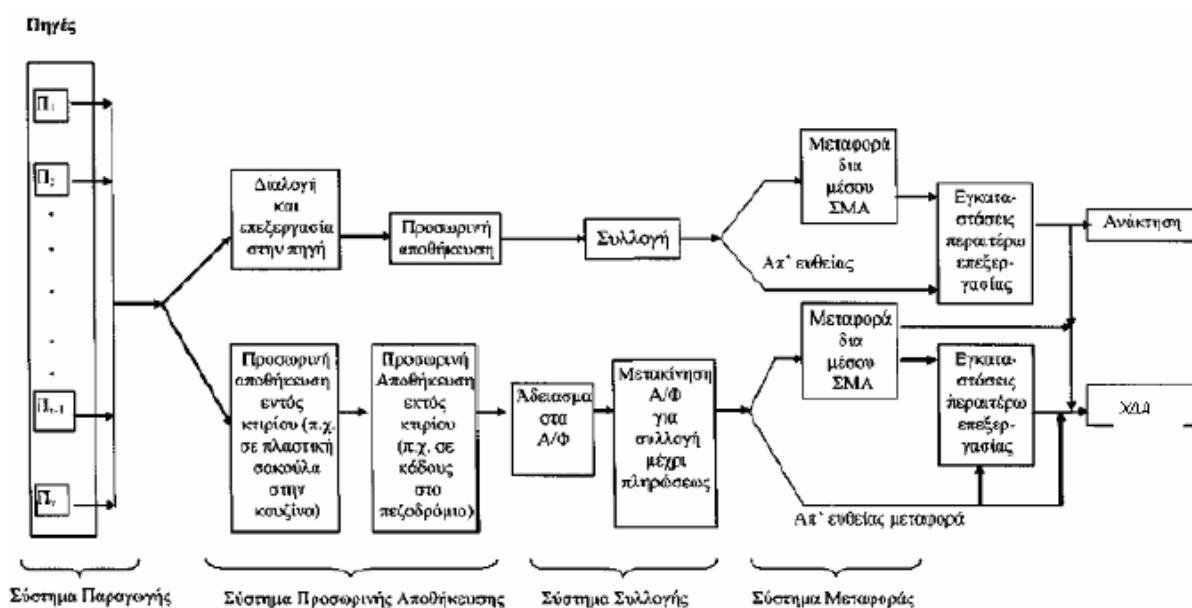 Πηγές
Π₁
Π₂
Πᵥ₋₁
Πᵥ
Διαλογή
και
επεξεργασία
στην πηγή
Προσωρινή
αποθήκευση
Συλλογή
Μεταφορά
δια
μέσου
ΣΜΑ
Απ' ευθείας
Εγκατα-
στάσεις
περαιτέρω
επεξερ-
γασίας
Ανάκτηση
Προσωρινή
αποθήκευση
εντός
κτιρίου (π.χ.
σε πλαστική
σακούλα
στην
κουζίνα)
Προσωρινή
Αποθήκευση
εκτός
κτιρίου
(π.χ. σε
κάδους
στο
πεζοδρόμιο)
Άδειασμα
στα
Α/Φ
Μετακίνηση
Α/Φ
για
συλλογή
μέχρι
πληρώσεως
Μεταφορά
δια
μέσου
ΣΜΑ
Εγκατα-
στάσεις
περαιτέρω
επεξερ-
γασίας
ΧΔΑ
Απ' ευθείας μεταφορά
Σύστημα Παραγωγής
Σύστημα Προσωρινής Αποθήκευσης
Σύστημα Συλλογής
Σύστημα Μεταφοράς